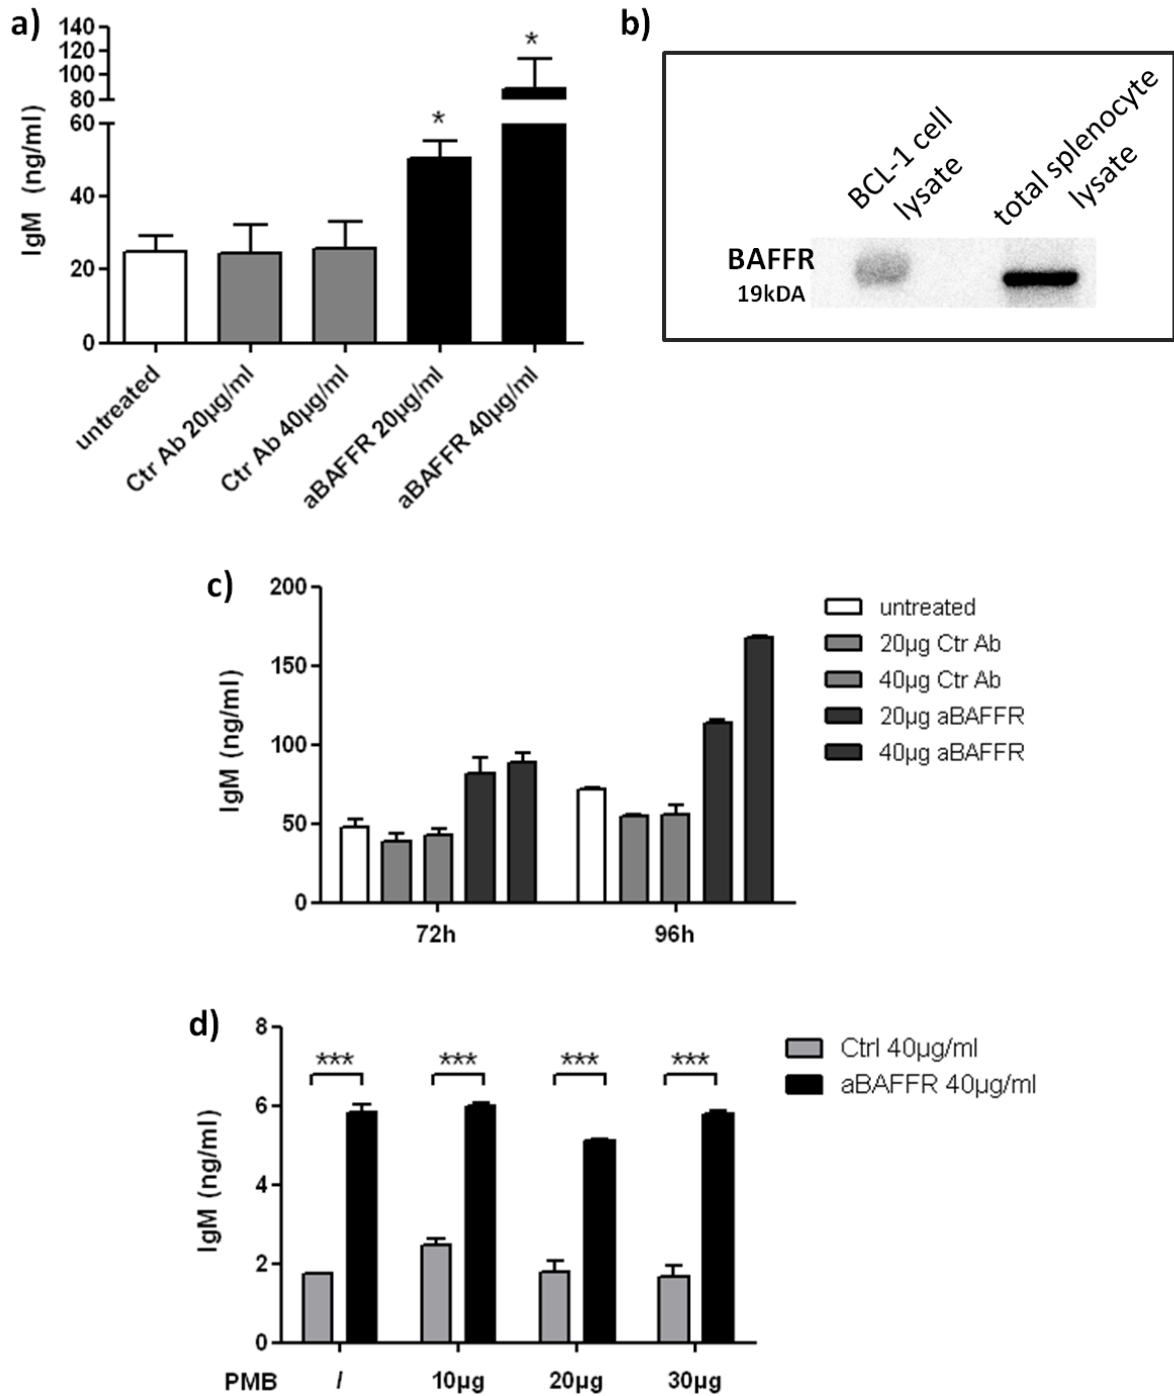 a)
140
120
100
80
60
40
20
0
IgM (ng/ml)
*
*
untreated
Ctr Ab 20µg/ml
Ctr Ab 40µg/ml
aBAFFR 20µg/ml
aBAFFR 40µg/ml
b)
BCL-1 cell
lysate
total splenocyte
lysate
BAFFR
19kDA
c)
200
150
100
50
0
IgM (ng/ml)
72h
96h
untreated
20µg Ctr Ab
40µg Ctr Ab
20µg aBAFFR
40µg aBAFFR
d)
8
6
4
2
0
IgM (ng/ml)
***
***
***
***
Ctrl 40µg/ml
aBAFFR 40µg/ml
PMB / 10µg 20µg 30µg